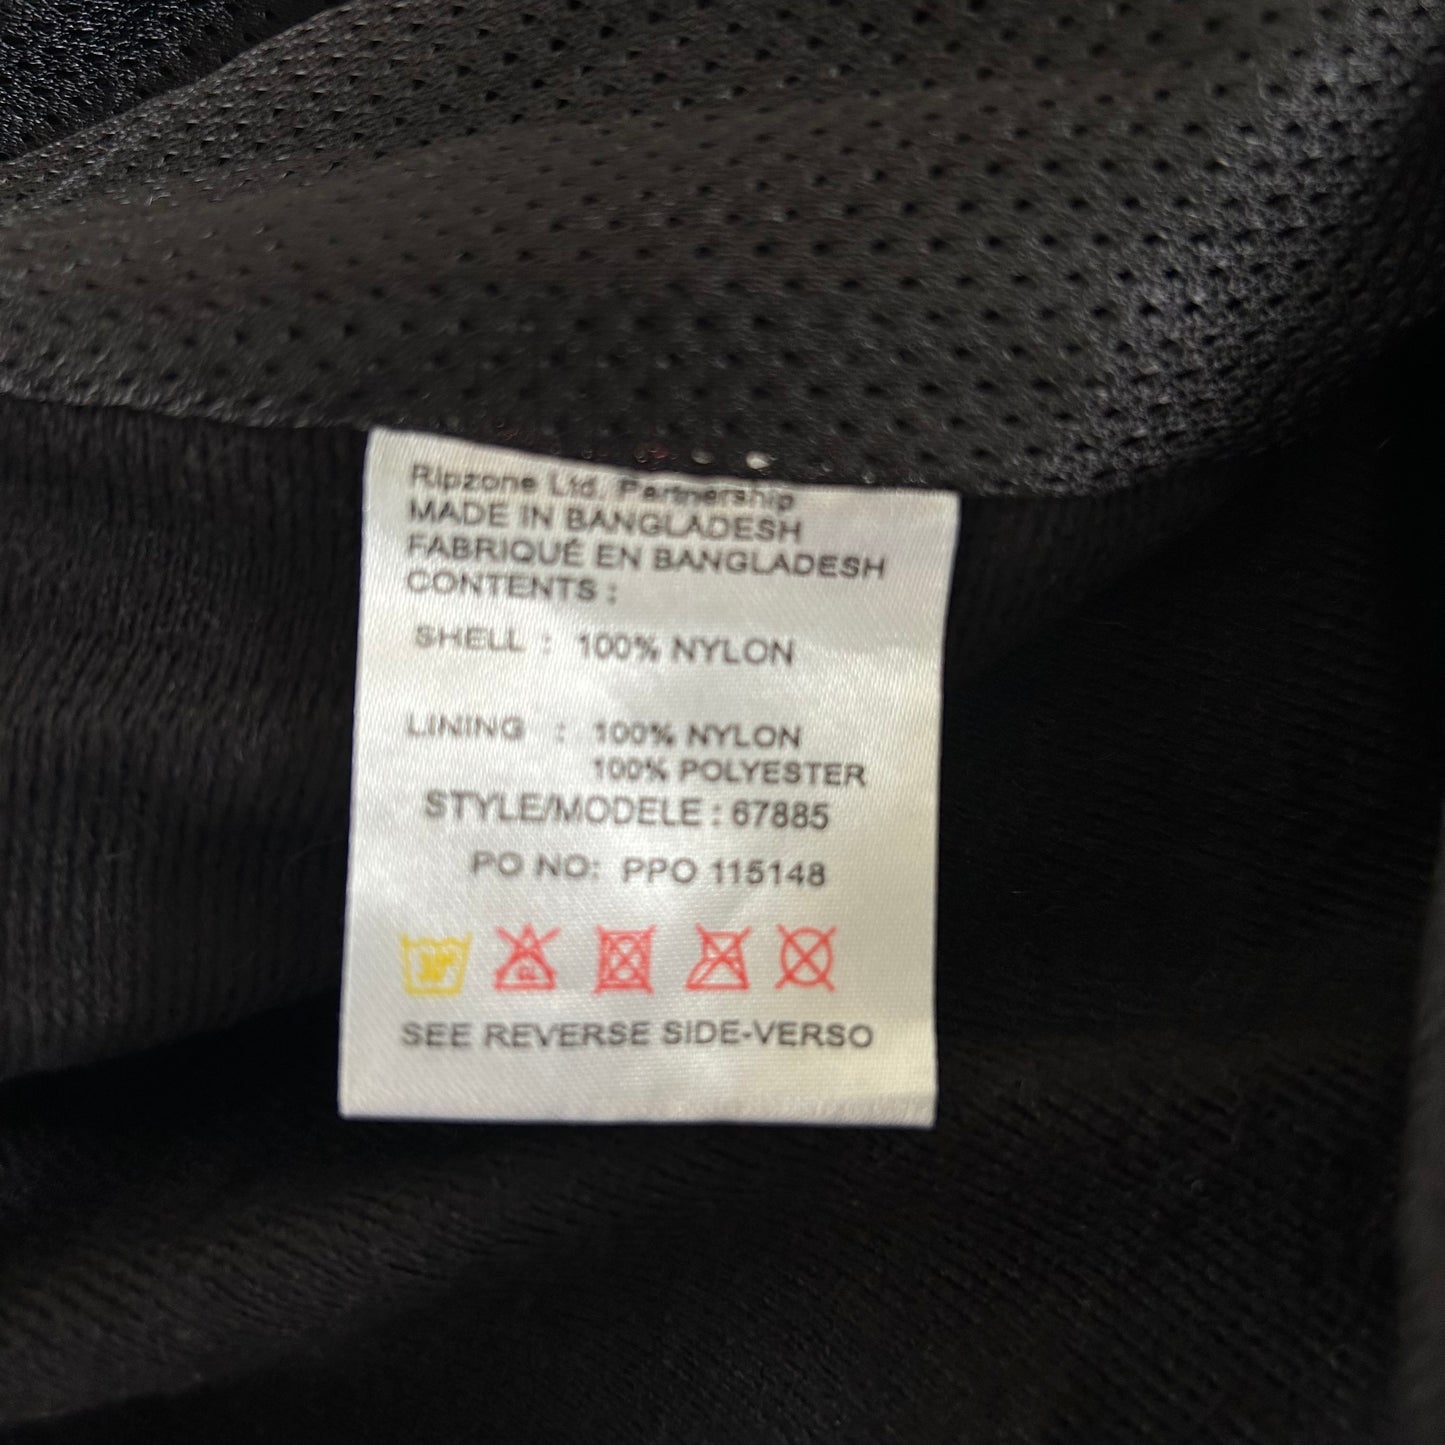 Ripzone Ltd. Partnership
MADE IN BANGLADESH
FABRIQUÉ EN BANGLADESH
CONTENTS :
SHELL : 100% NYLON
LINING : 100% NYLON
100% POLYESTER
STYLE/MODELE : 67885
PO NO: PPO 115148
SEE REVERSE SIDE-VERSO